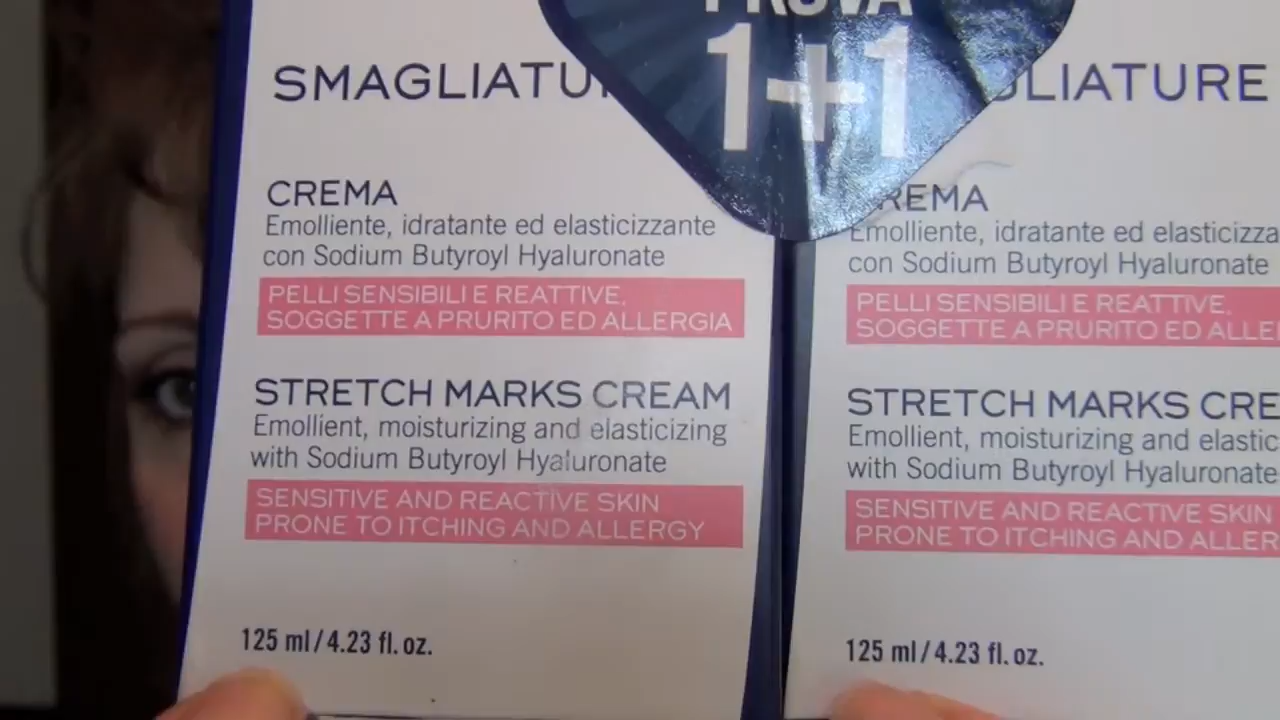 PROVA
1+1
SMAGLIATU
CREMA
Emolliente, idratante ed elasticizzante
con Sodium Butyroyl Hyaluronate
PELLI SENSIBILI E REATTIVE,
SOGGETTE A PRURITO ED ALLERGIA
STRETCH MARKS CREAM
Emollient, moisturizing and elasticizing
with Sodium Butyroyl Hyaluronate
SENSITIVE AND REACTIVE SKIN
PRONE TO ITCHING AND ALLERGY
125 ml / 4.23 fl. oz.
GLIATURE
REMA
Emolliente, idratante ed elasticizza
con Sodium Butyroyl Hyaluronate
PELLI SENSIBILI E REATTIVE,
SOGGETTE A PRURITO ED ALLE
STRETCH MARKS CRE
Emollient, moisturizing and elastic
with Sodium Butyroyl Hyaluronate
SENSITIVE AND REACTIVE SKIN
PRONE TO ITCHING AND ALLER
125 ml / 4.23 fl. oz.